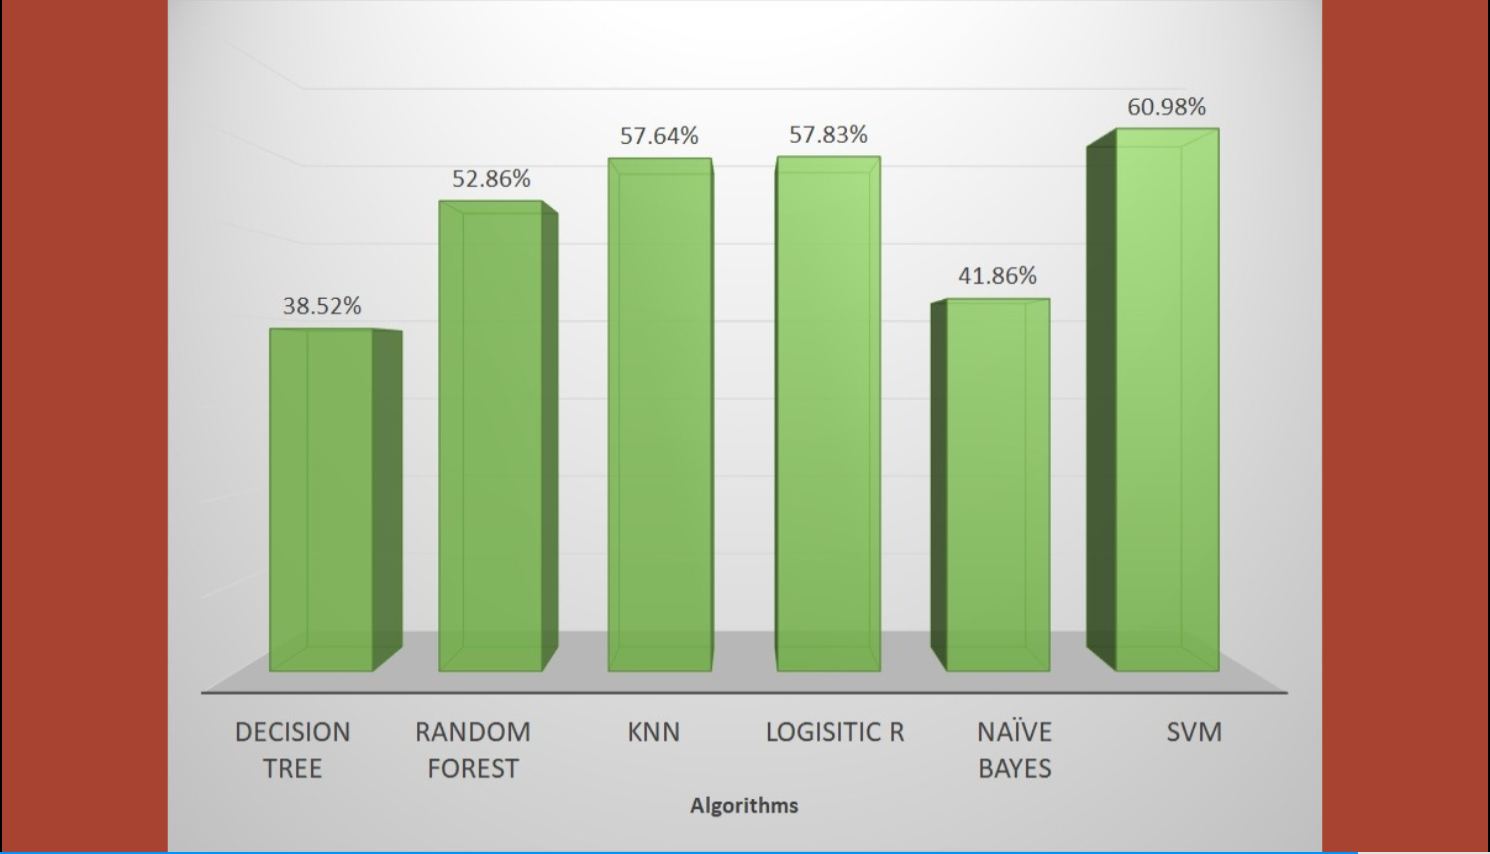 60.98%
57.64%
57.83%
52.86%
41.86%
38.52%
DECISION
TREE
RANDOM
FOREST
KNN
LOGISITIC R
NAÏVE
BAYES
SVM
Algorithms